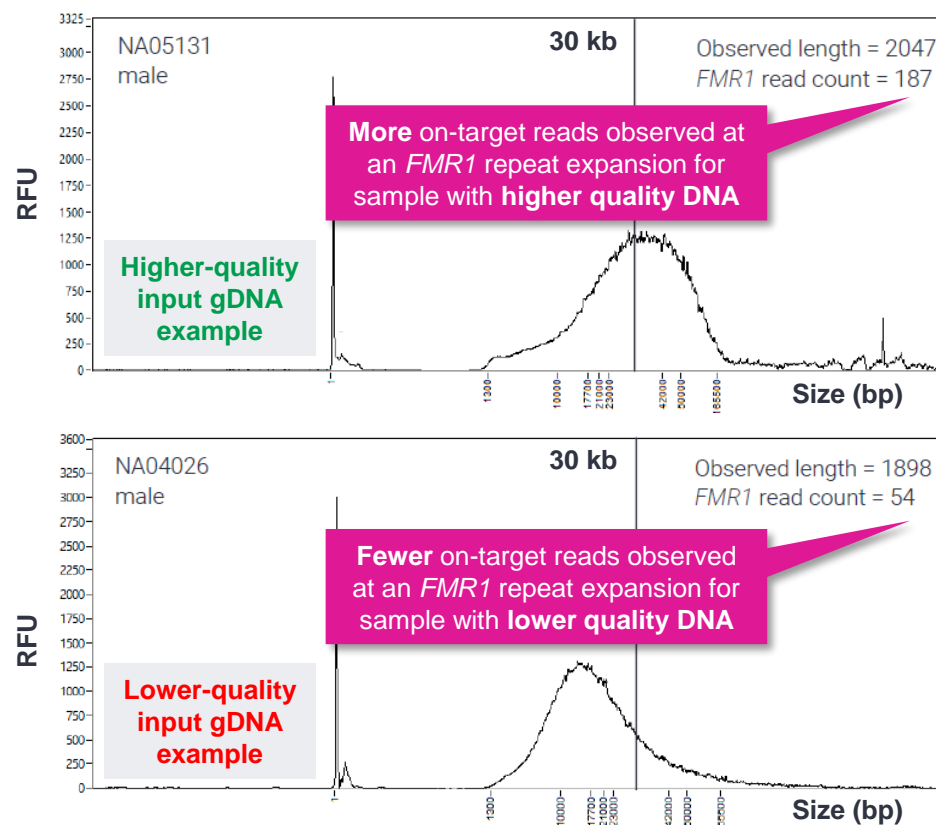 3325
3000
2750
2500
2250
2000
1750
1500
1250
1000
750
500
250
0
RFU
NA05131
male
30 kb
Observed length = 2047
FMR1 read count = 187
More on-target reads observed at
an FMR1 repeat expansion for
sample with higher quality DNA
Higher-quality
input gDNA
example
1
1300
10000
17700
21000
23000
42000
50000
165500
Size (bp)
3600
3250
3000
2750
2500
2250
2000
1750
1500
1250
1000
750
500
250
0
RFU
NA04026
male
30 kb
Observed length = 1898
FMR1 read count = 54
Fewer on-target reads observed
at an FMR1 repeat expansion for
sample with lower quality DNA
Lower-quality
input gDNA
example
1
1300
10000
17700
21000
23000
42000
Size (bp)